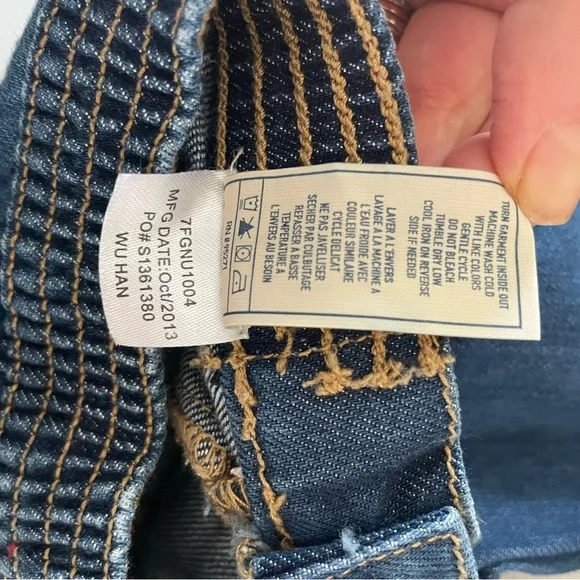 7FGNU1004
MFG DATE:Oct/2013
PO# S1361380
WU HAN
TURN GARMENT INSIDE OUT
MACHINE WASH COLD
WITH LIKE COLORS
GENTLE CYCLE
DO NOT BLEACH
TUMBLE DRY LOW
COOL IRON ON REVERSE
SIDE IF NEEDED
LAVER A L'ENVERS
LAVAGE A LA MACHINE A
L'EAU FROIDE AVEC
COULEUR SIMILAIRE
CYCLE DELICAT
NE PAS JAVELLISER
SECHER PAR CULBUTAGE
REPASSER A BASSE
TEMPERATURE A
L'ENVERS AU BESOIN